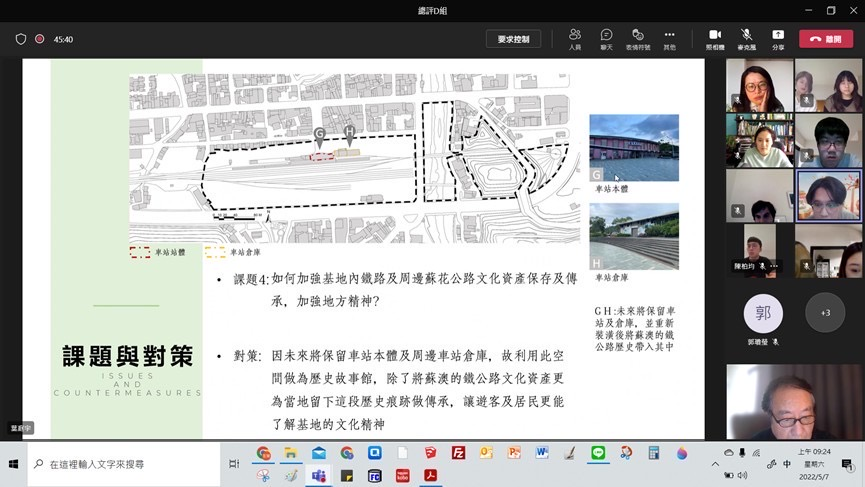 總評D組
45:40
要求控制
人員
聊天
表情符號
其他
照相機
麥克風
分享
離開
G
H
車站站體
車站倉庫
G
車站本體
H
車站倉庫
GH:未來將保留車
站及倉庫,並重新
裝潢後將蘇澳的鐵
公路歷史帶入其中
• 課題4:如何加強基地內鐵路及周邊蘇花公路文化資產保存及傳
承,加強地方精神?
• 對策: 因未來將保留車站本體及周邊車站倉庫,故利用此空
間做為歷史故事館,除了將蘇澳的鐵公路文化資產更
為當地留下這段歷史痕跡做傳承,讓遊客及居民更能
了解基地的文化精神
課題與對策
ISSUES
AND
COUNTERMEASURES
葉庭宇
陳柏均
郭
+3
在這裡輸入文字來搜尋
中
上午 09:24
星期六
2022/5/7